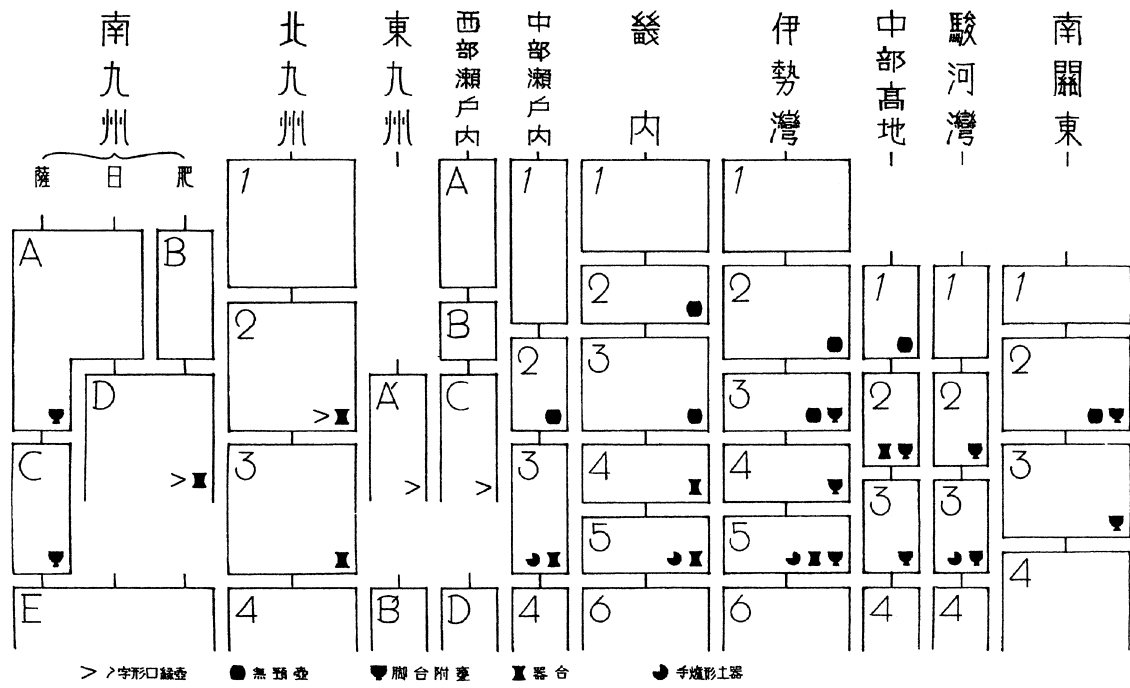 南九州
北九州
東九州
西部瀬戸内
中部瀬戸内
畿内
伊勢灣
中部高地
駿河灣
南關東
薩 日 肥
A B D C E
1 2 3 4
A' B'
A B C D
1 2 3 4
1 2 3 4 5 6
1 2 3 4 5 6
1 2 3 4
1 2 3 4
1 2 3 4
>字形口縁壺 無頸壺 脚台附甕 器台 手焙形土器